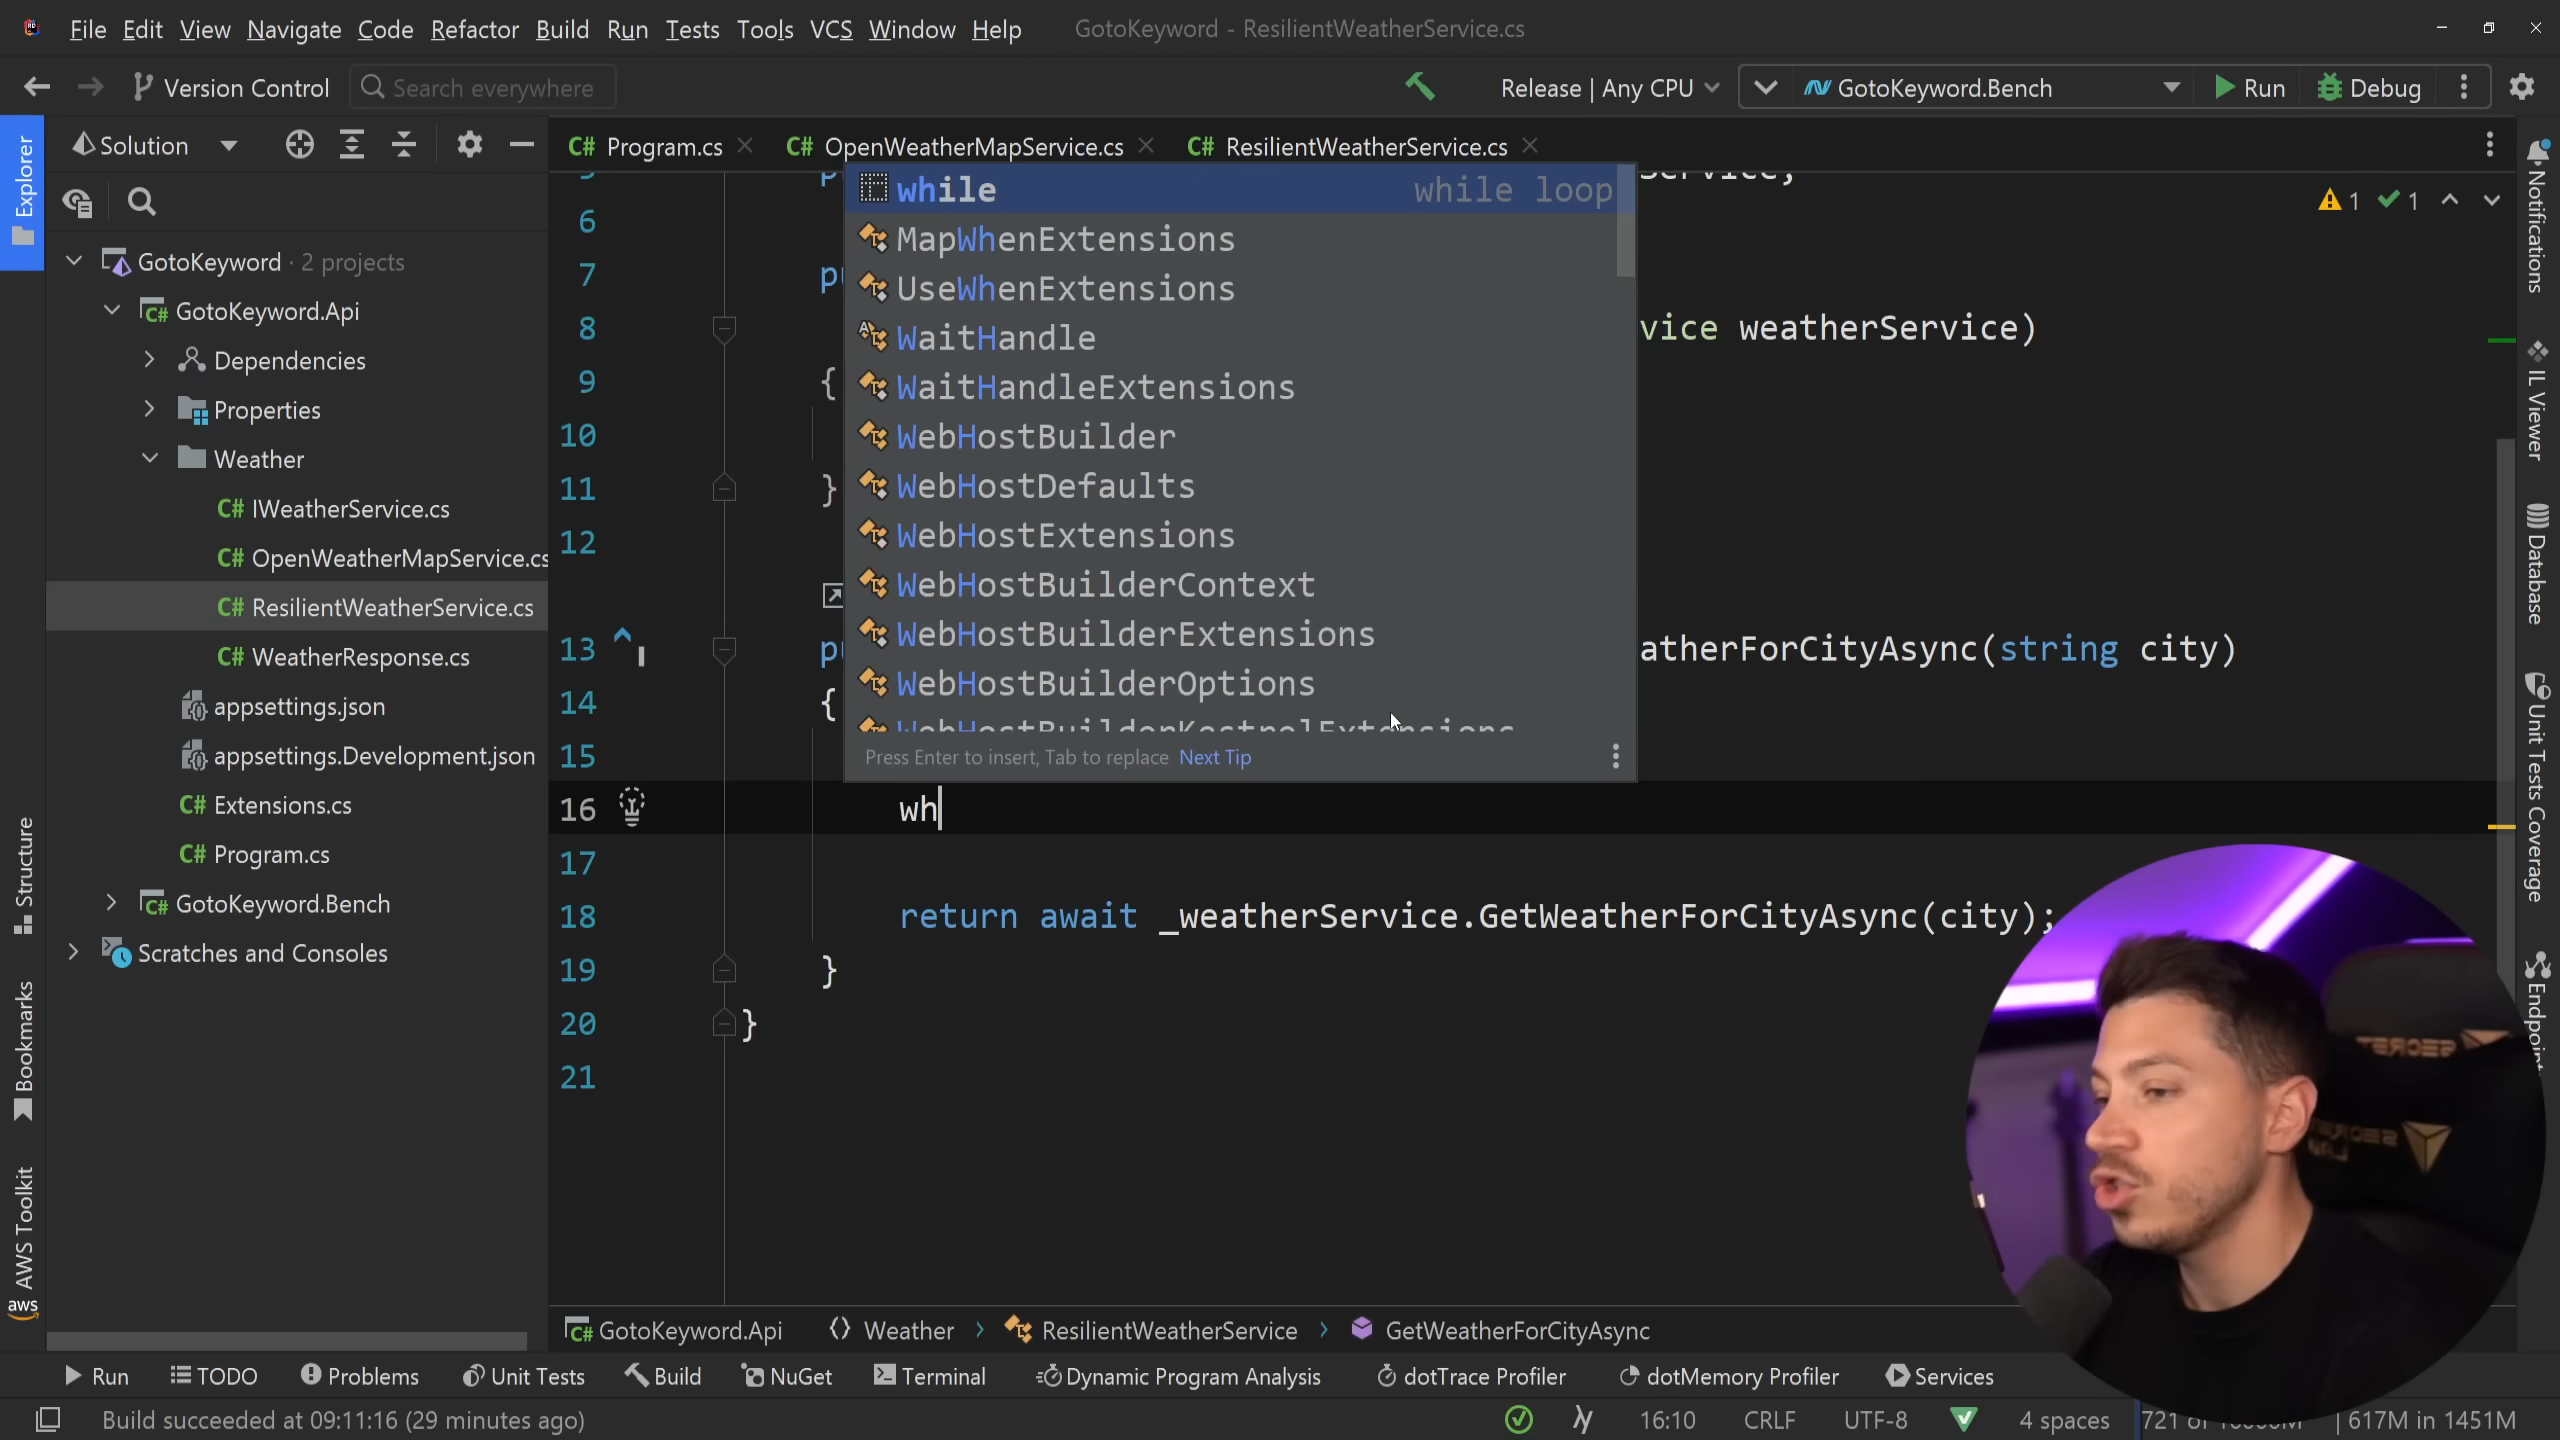 File Edit View Navigate Code Refactor Build Run Tests Tools VCS Window Help GotoKeyword - ResilientWeatherService.cs
Version Control Search everywhere Release | Any CPU GotoKeyword.Bench Run Debug
Solution
Program.cs OpenWeatherMapService.cs ResilientWeatherService.cs
Explorer
Structure
Bookmarks
AWS Toolkit
aws
GotoKeyword · 2 projects
GotoKeyword.Api
Dependencies
Properties
Weather
C# IWeatherService.cs
C# OpenWeatherMapService.cs
C# ResilientWeatherService.cs
C# WeatherResponse.cs
appsettings.json
appsettings.Development.json
C# Extensions.cs
C# Program.cs
GotoKeyword.Bench
Scratches and Consoles
while while loop
MapWhenExtensions
UseWhenExtensions
WaitHandle
WaitHandleExtensions
WebHostBuilder
WebHostDefaults
WebHostExtensions
WebHostBuilderContext
WebHostBuilderExtensions
WebHostBuilderOptions
WebHostBuilderKestrelExtensions
Press Enter to insert, Tab to replace Next Tip
1 1
6
7
8 vice weatherService)
9 {
10
11 }
12
13 atherForCityAsync(string city)
14 {
15
16 wh
17
18 return await _weatherService.GetWeatherForCityAsync(city);
19 }
20 }
21
Notifications
IL Viewer
Database
Unit Tests Coverage
GotoKeyword.Api Weather ResilientWeatherService GetWeatherForCityAsync
Run TODO Problems Unit Tests Build NuGet Terminal Dynamic Program Analysis dotTrace Profiler dotMemory Profiler Services
Build succeeded at 09:11:16 (29 minutes ago) 16:10 CRLF UTF-8 4 spaces 617M in 1451M